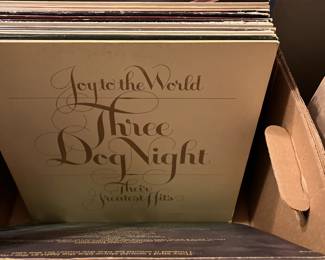 Joy to the World
Three
Dog Night
Their
Greatest Hits